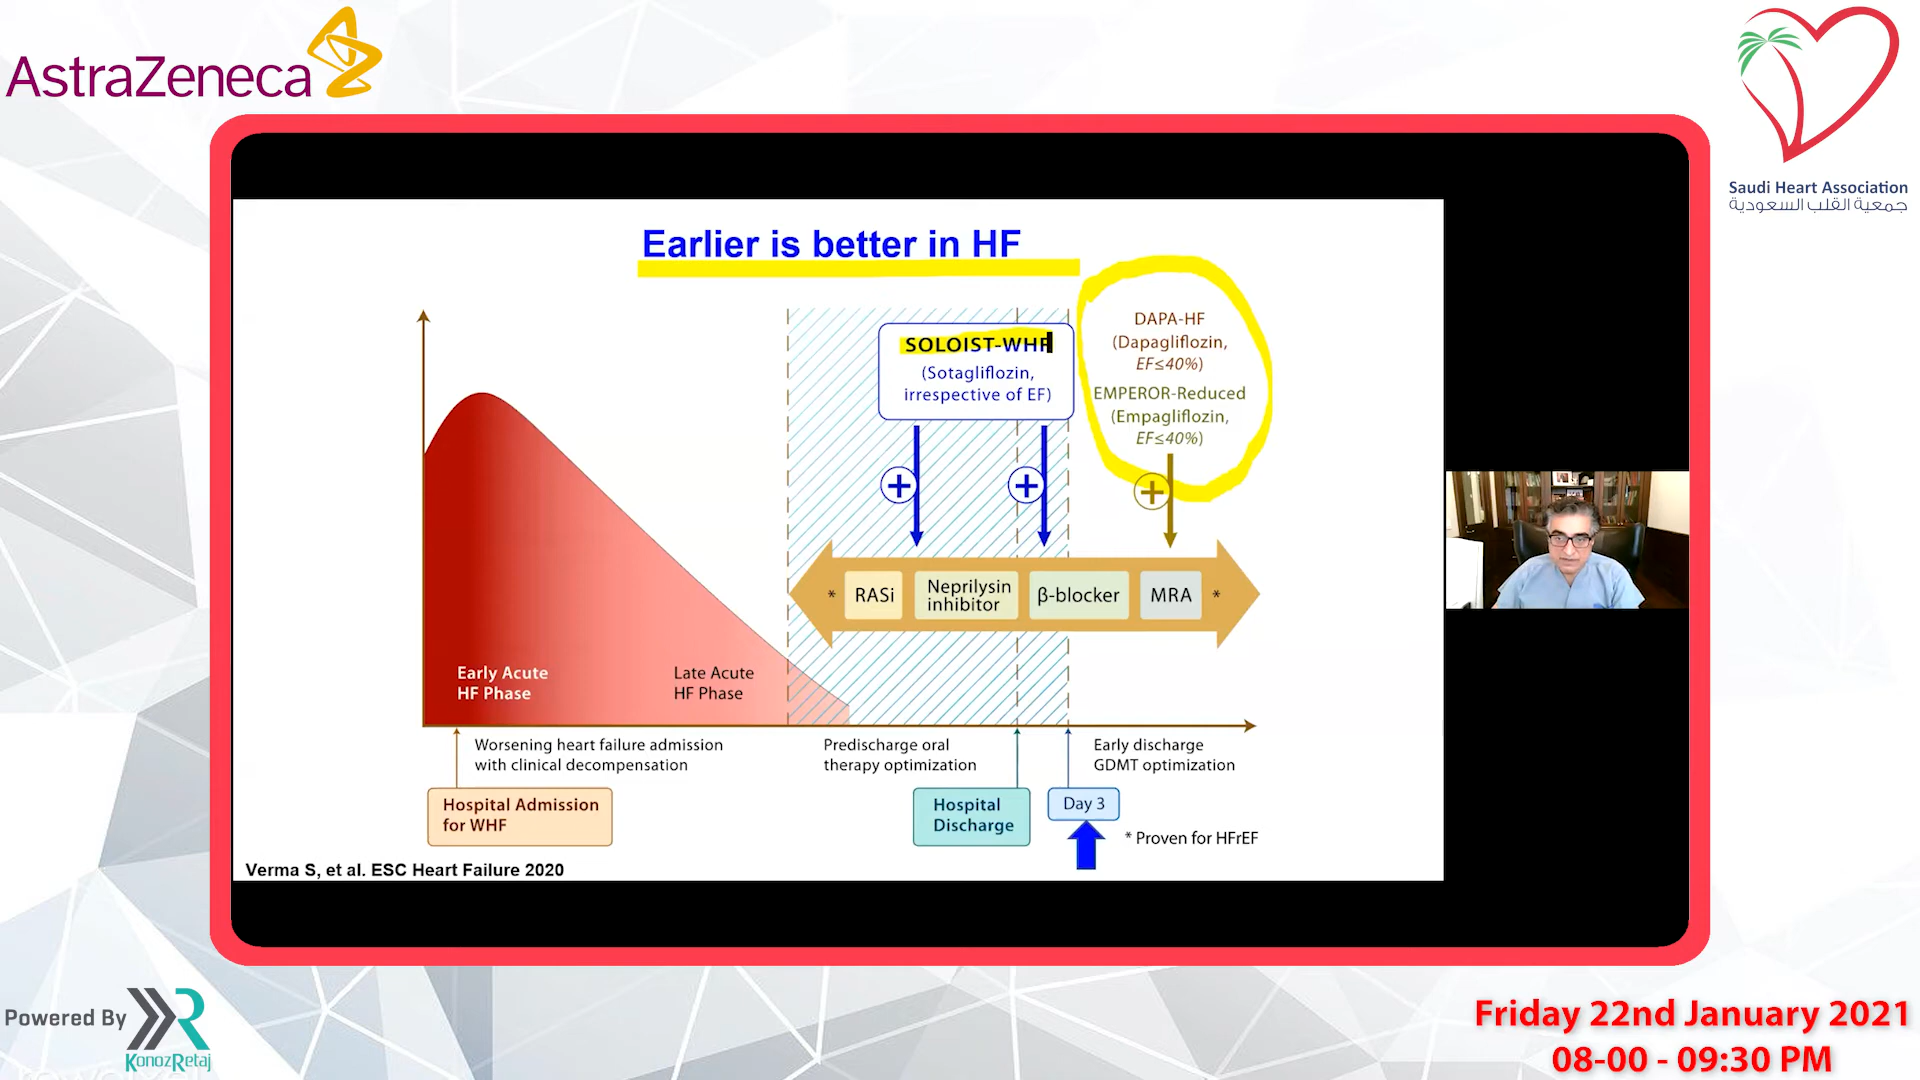 AstraZeneca
Saudi Heart Association
جمعية القلب السعودية
Earlier is better in HF
SOLOIST-WHF
(Sotagliflozin,
irrespective of EF)
DAPA-HF
(Dapagliflozin,
EF≤40%)
EMPEROR-Reduced
(Empagliflozin,
EF≤40%)
+ + +
* RASi Neprilysin inhibitor β-blocker MRA *
Early Acute
HF Phase
Late Acute
HF Phase
Worsening heart failure admission
with clinical decompensation
Predischarge oral
therapy optimization
Early discharge
GDMT optimization
Hospital Admission
for WHF
Hospital
Discharge
Day 3
* Proven for HFrEF
Verma S, et al. ESC Heart Failure 2020
Powered By
KonozRetaj
Friday 22nd January 2021
08-00 - 09:30 PM